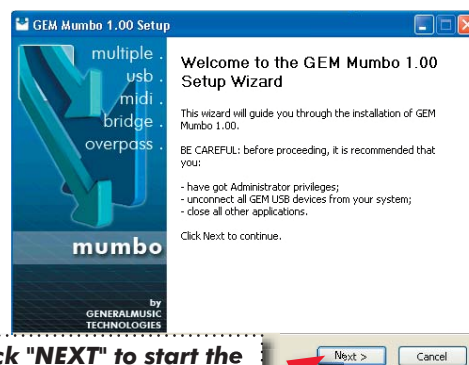 GEM Mumbo 1.00 Setup
multiple .
usb .
midi .
bridge .
overpass .
mumbo
by
GENERALMUSIC
TECHNOLOGIES
Welcome to the GEM Mumbo 1.00
Setup Wizard
This wizard will guide you through the installation of GEM
Mumbo 1.00.
BE CAREFUL: before proceeding, it is recommended that
you:
- have got Administrator privileges;
- unconnect all GEM USB devices from your system;
- close all other applications.
Click Next to continue.
ck "NEXT" to start the
Next >
Cancel